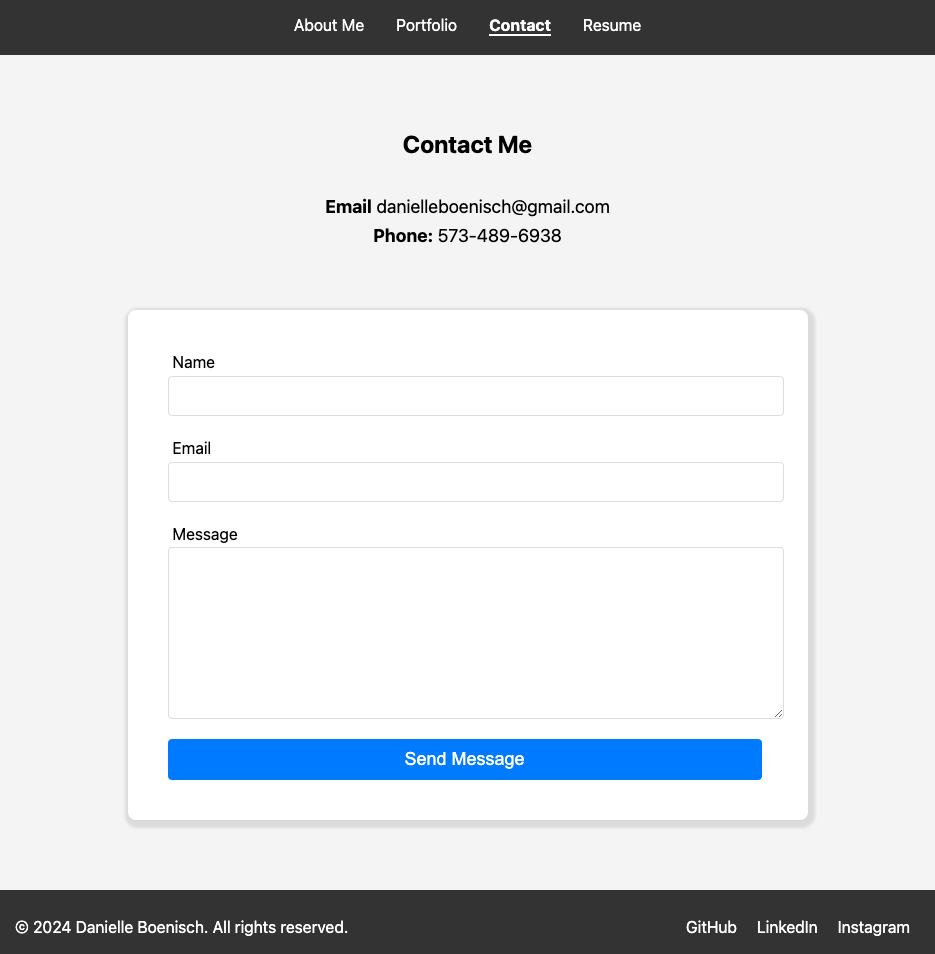 About Me Portfolio Contact Resume
Contact Me
Email danielleboenisch@gmail.com
Phone: 573-489-6938
Name
Email
Message
Send Message
© 2024 Danielle Boenisch. All rights reserved. GitHub LinkedIn Instagram